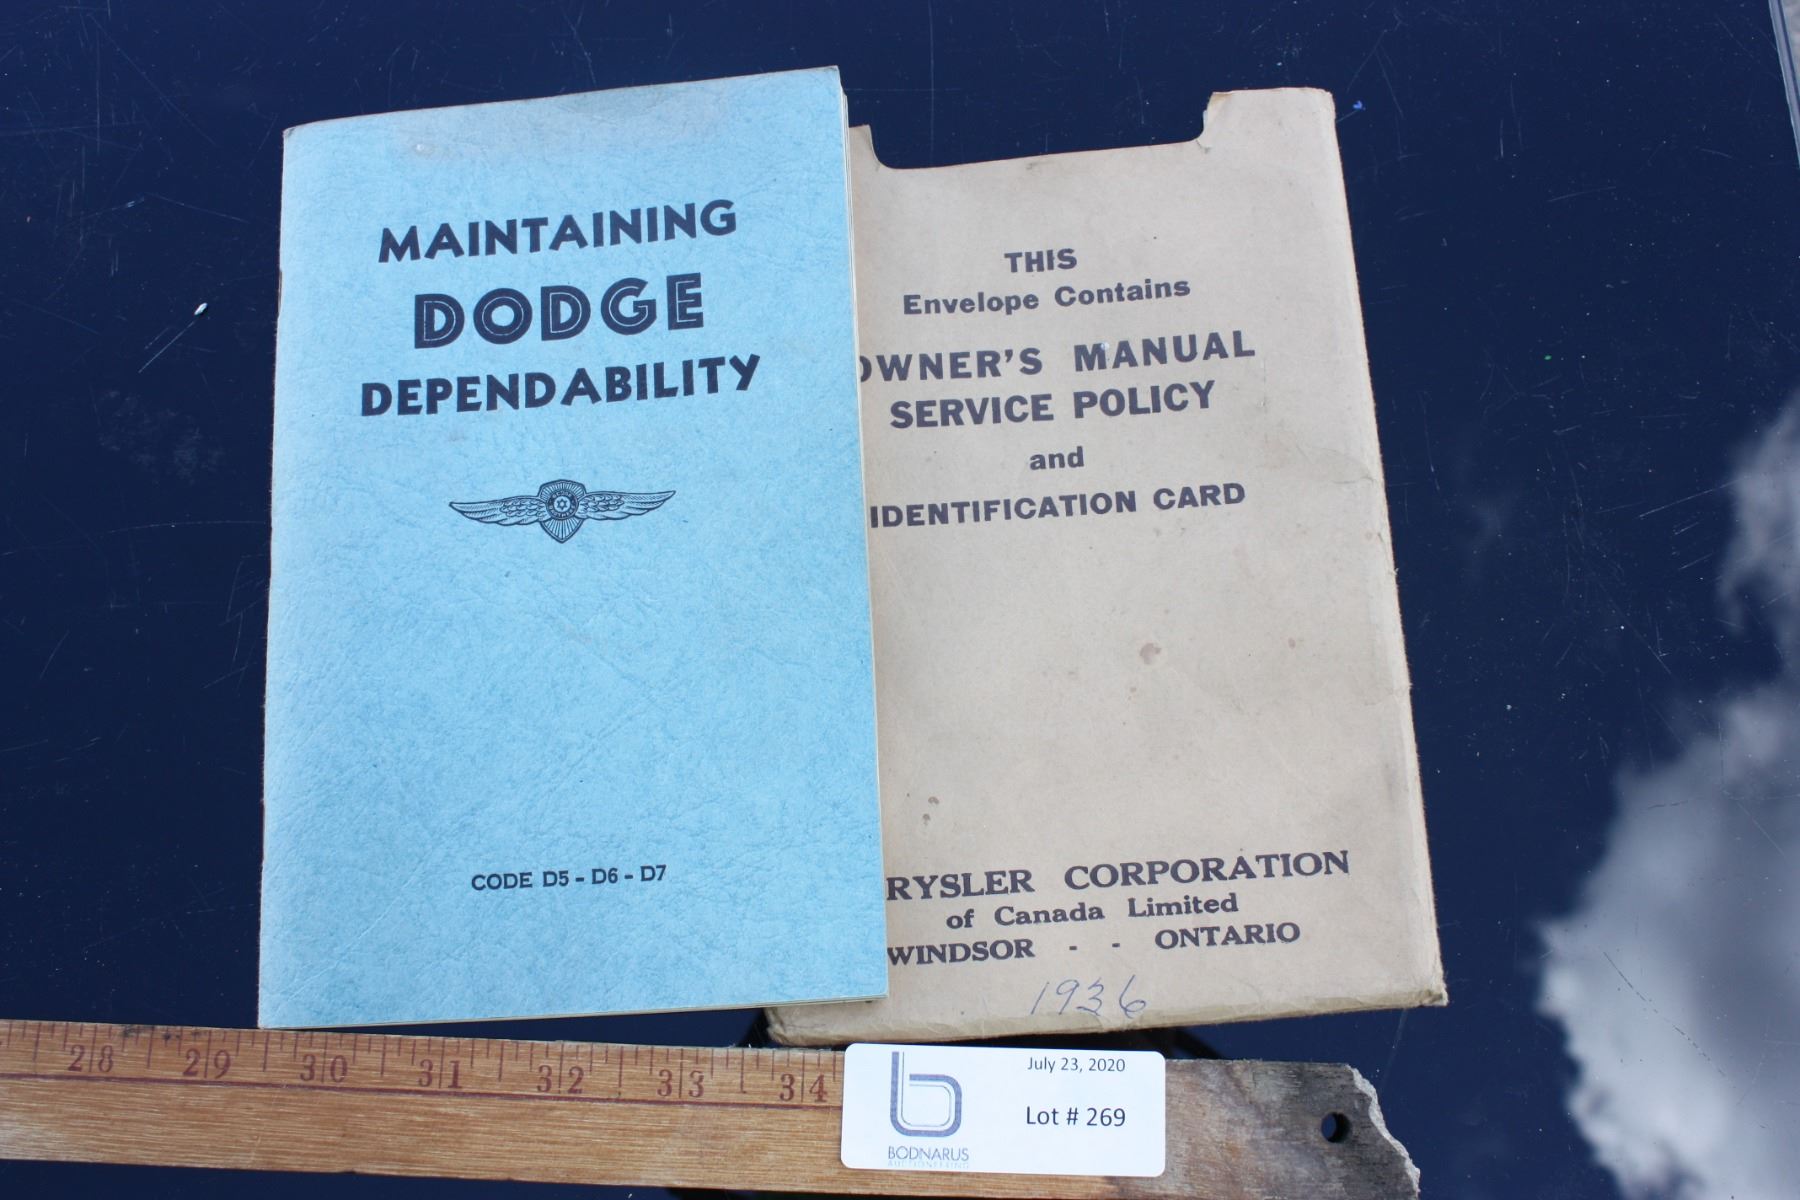 MAINTAINING
DODGE
DEPENDABILITY
CODE D5 - D6 - D7
THIS
Envelope Contains
OWNER'S MANUAL
SERVICE POLICY
and
IDENTIFICATION CARD
RYSLER CORPORATION
of Canada Limited
WINDSOR - - ONTARIO
1936
28 29 30 31 32 33 34
July 23, 2020
Lot # 269
b
BODNARUS
AUCTIONEERING